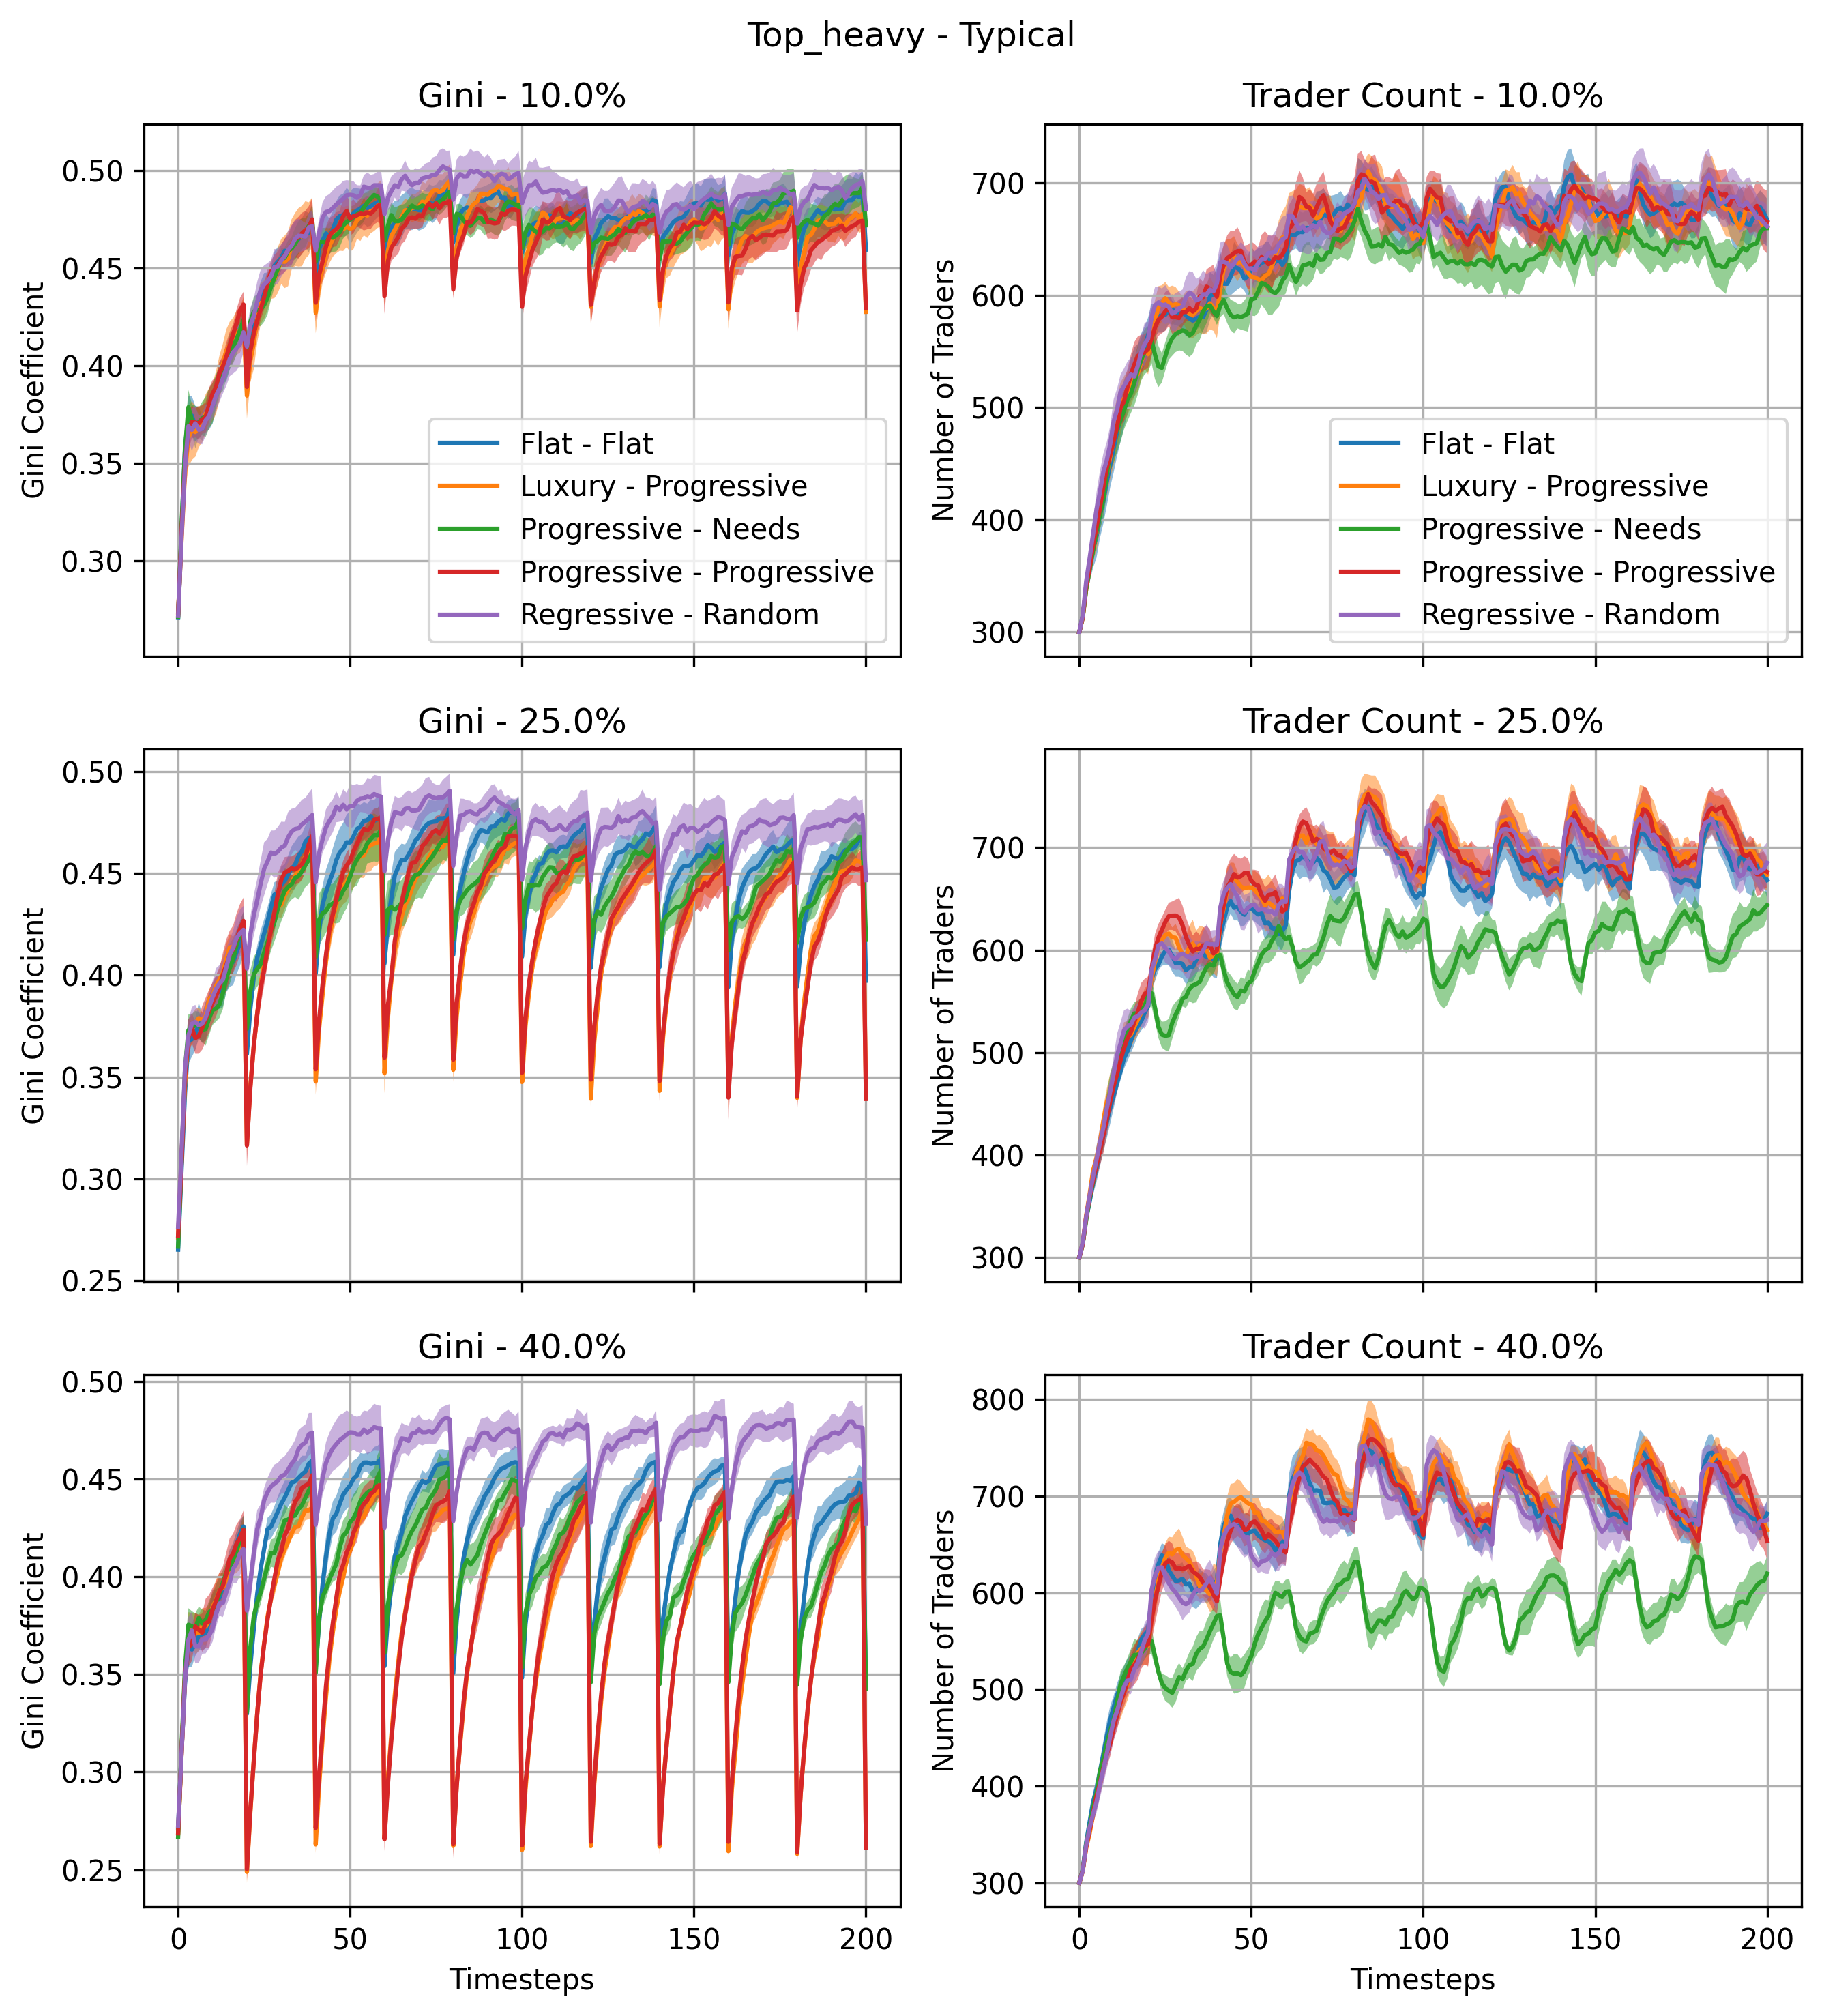 Top_heavy - Typical
Gini - 10.0%
Gini Coefficient
0.50
0.45
0.40
0.35
0.30
Flat - Flat
Luxury - Progressive
Progressive - Needs
Progressive - Progressive
Regressive - Random
Trader Count - 10.0%
Number of Traders
700
600
500
400
300
Flat - Flat
Luxury - Progressive
Progressive - Needs
Progressive - Progressive
Regressive - Random
Gini - 25.0%
Gini Coefficient
0.50
0.45
0.40
0.35
0.30
0.25
Trader Count - 25.0%
Number of Traders
700
600
500
400
300
Gini - 40.0%
Gini Coefficient
0.50
0.45
0.40
0.35
0.30
0.25
0 50 100 150 200
Timesteps
Trader Count - 40.0%
Number of Traders
800
700
600
500
400
300
0 50 100 150 200
Timesteps